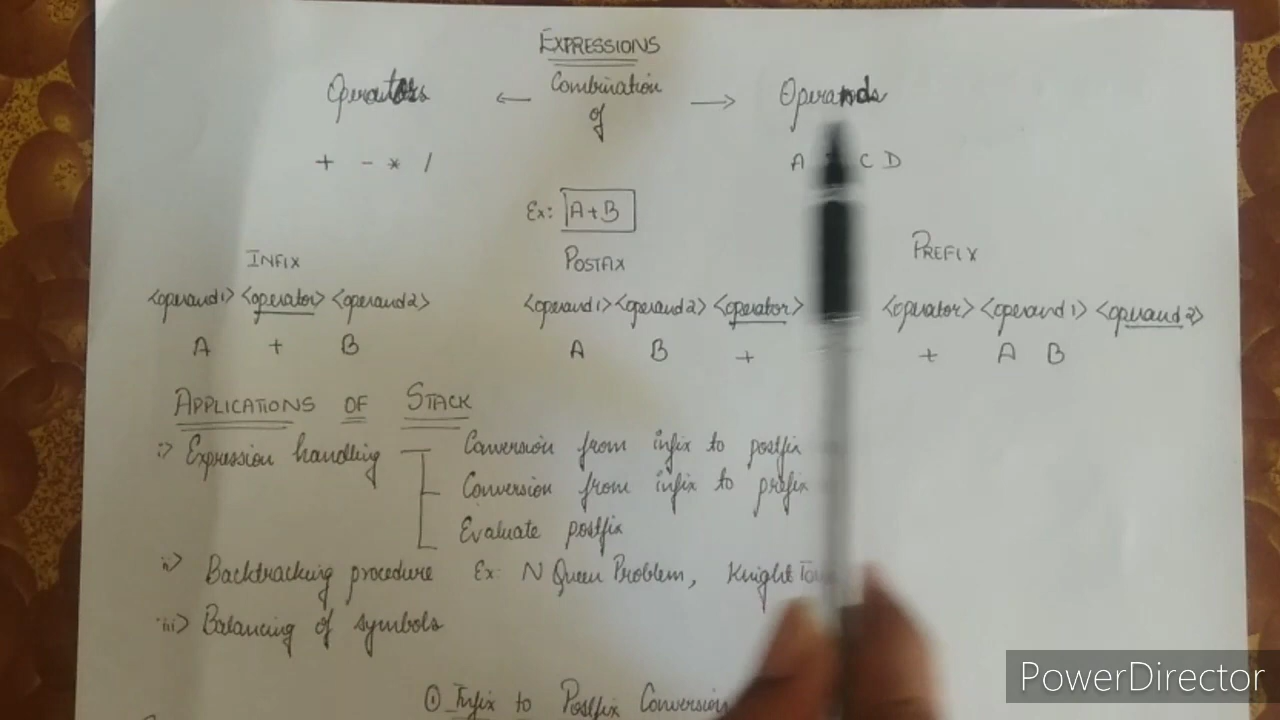 EXPRESSIONS
Operators ← Combination of → Operands
+ - * / A C D
Ex: A+B
INFIX POSTFIX PREFIX
<operand1> <operator> <operand2> <operand1> <operand2> <operator> <operator> <operand1> <operand2>
A + B A B + + A B
APPLICATIONS OF STACK
i> Expression handling Conversion from infix to postfix
Conversion from infix to prefix
Evaluate postfix
ii> Backtracking procedure Ex: N Queen Problem, Knight
iii> Balancing of symbols
① Infix to Postfix Conversion
PowerDirector